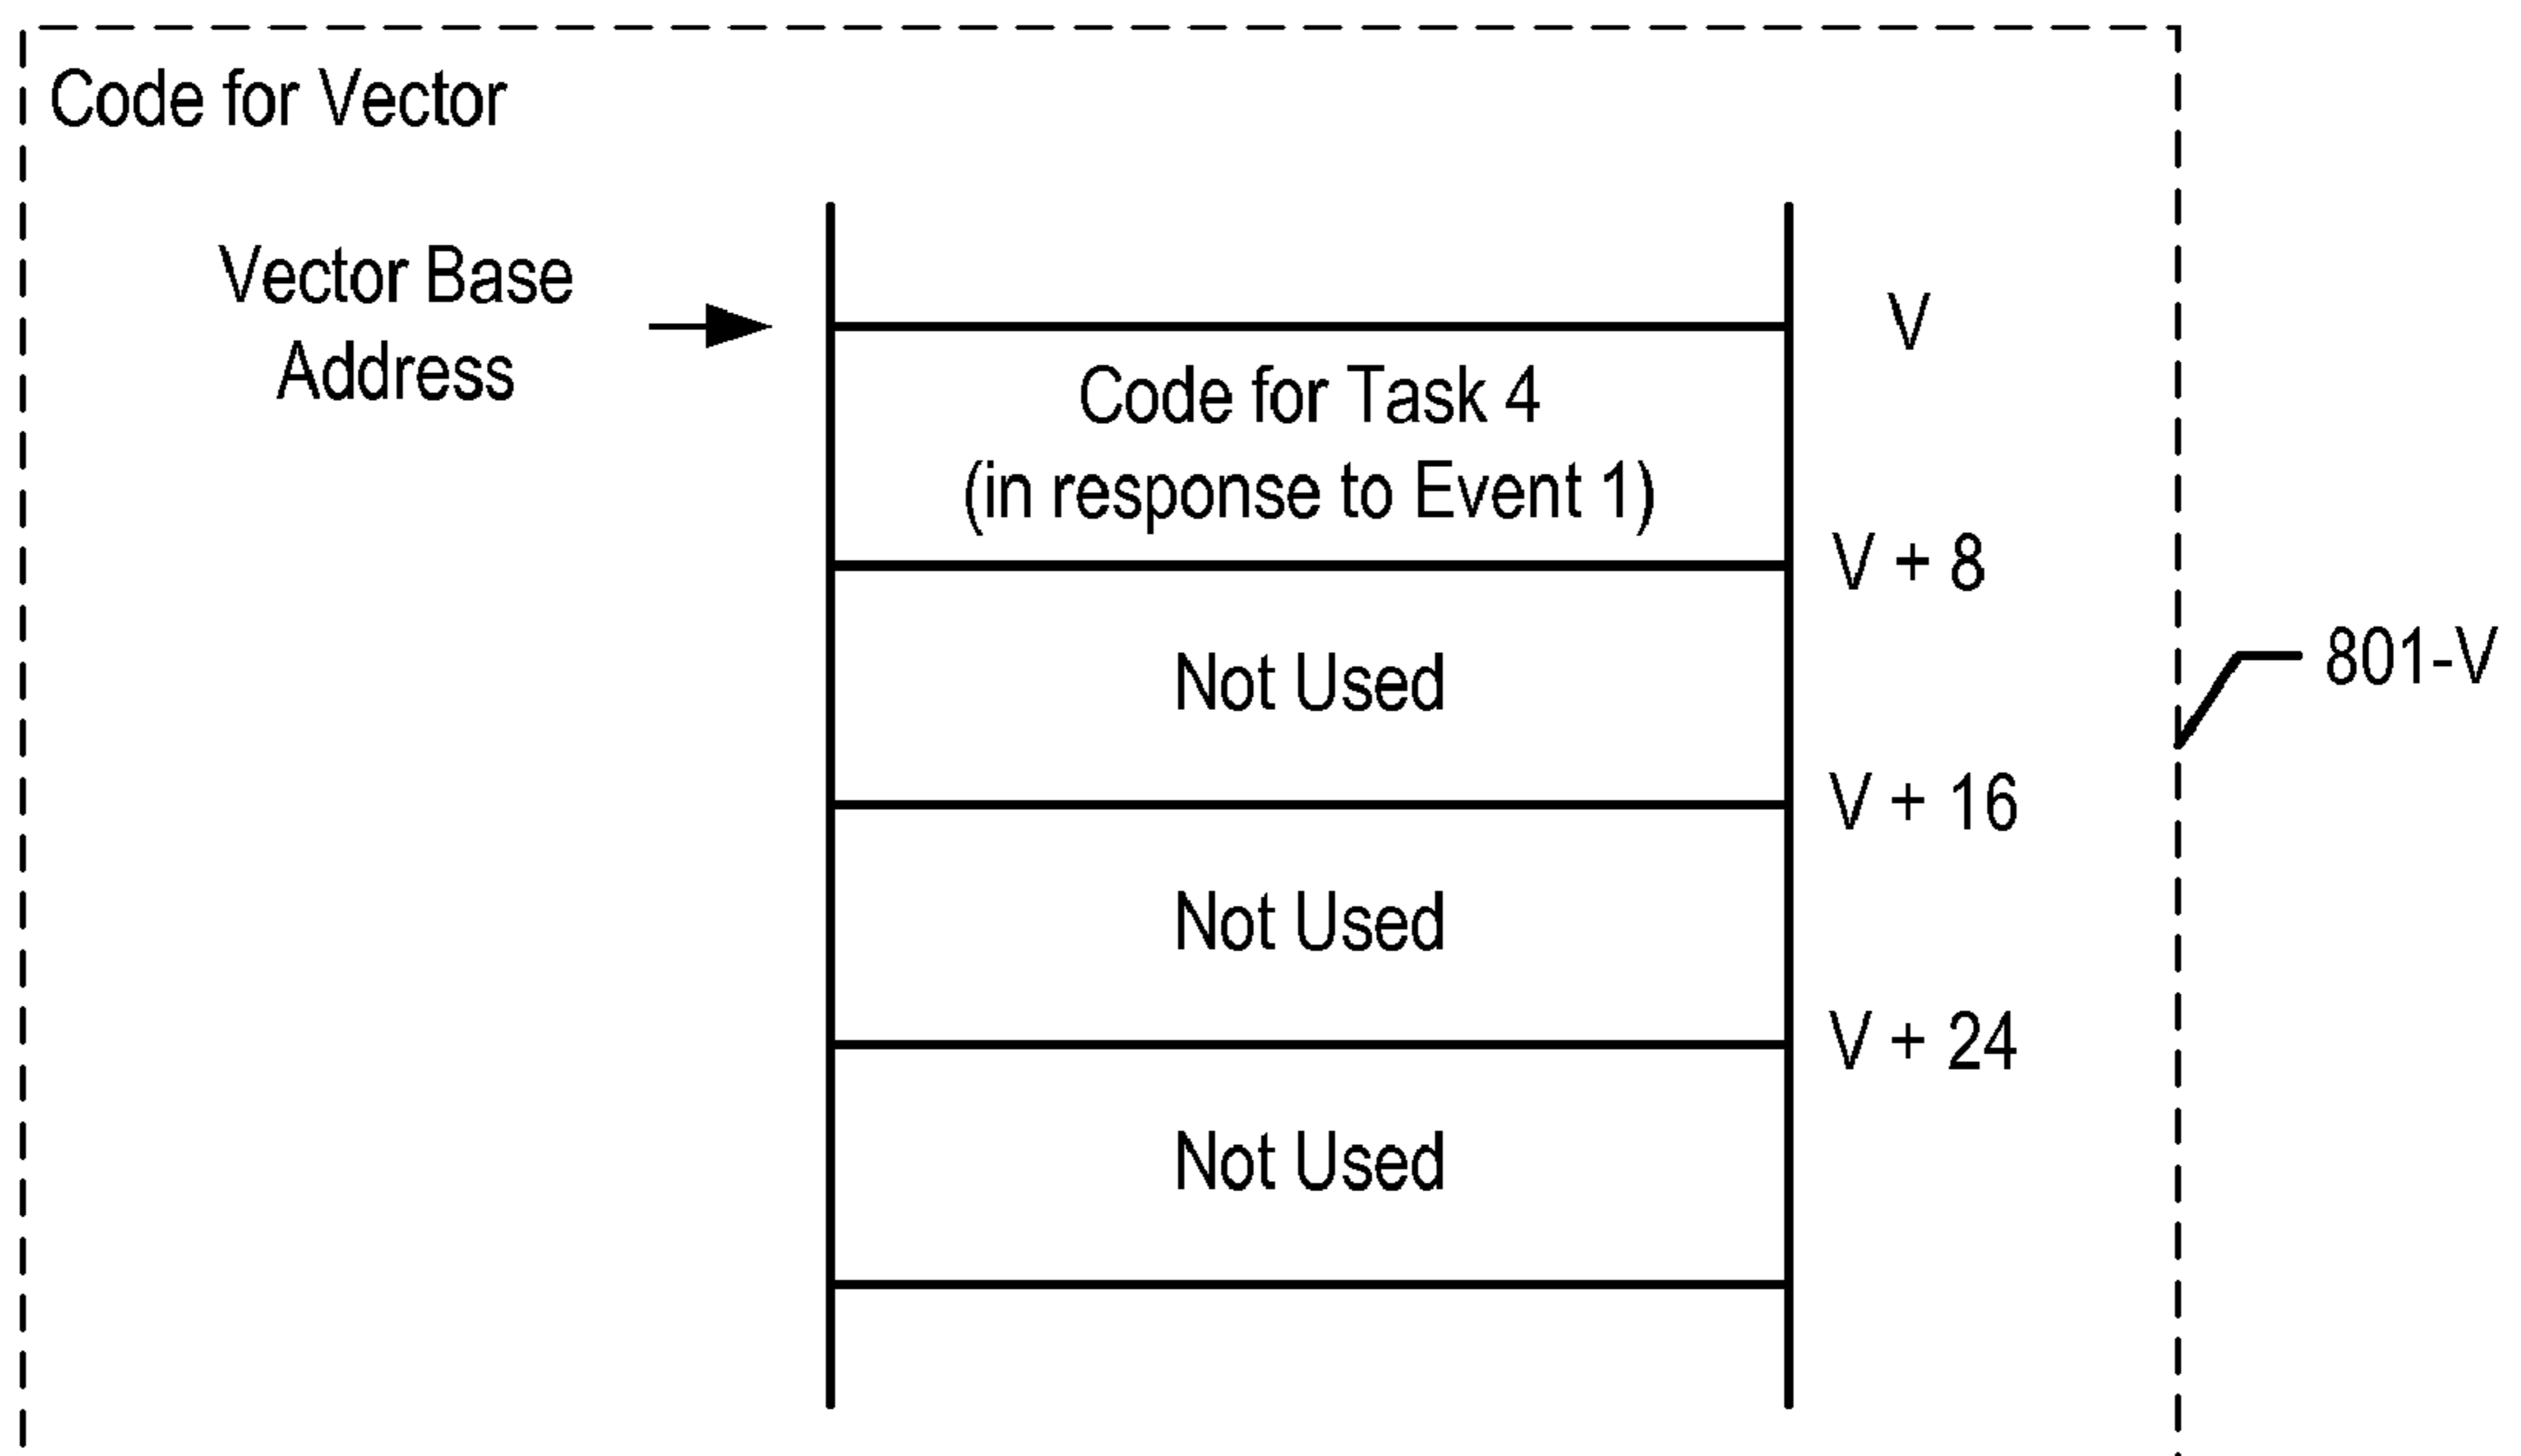 Code for Vector
Vector Base
Address
V
Code for Task 4
(in response to Event 1)
V + 8
Not Used
801-V
V + 16
Not Used
V + 24
Not Used